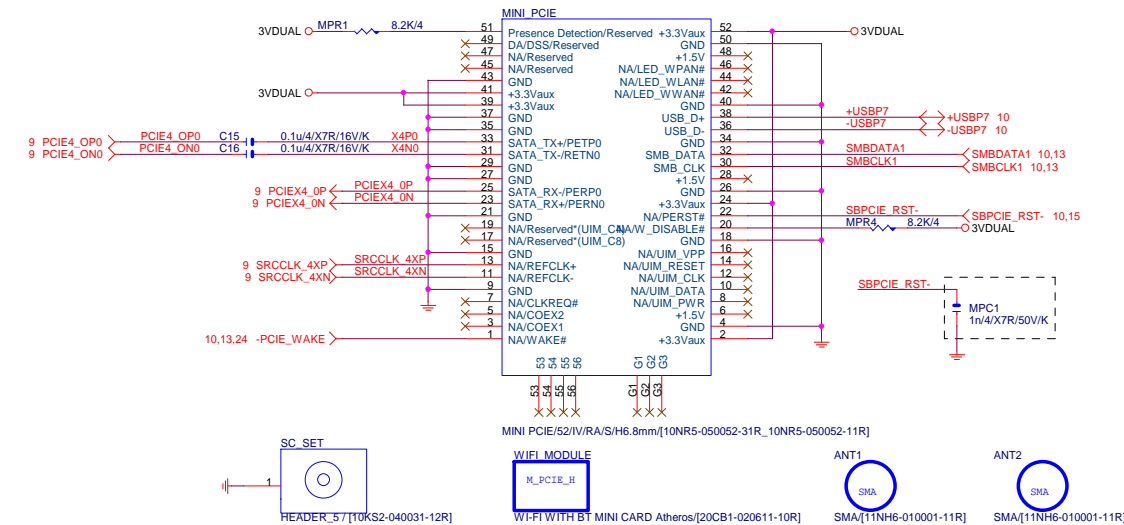 MINI_PCIE
3VDUAL MPR1 8.2K/4 51 Presence Detection/Reserved +3.3Vaux 52 3VDUAL
49 DA/DSS/Reserved GND 50
47 NA/Reserved +1.5V 48
45 NA/Reserved NA/LED_WPAN# 46
43 GND NA/LED_WLAN# 44
3VDUAL 41 +3.3Vaux NA/LED_WWAN# 42
39 +3.3Vaux GND 40
37 GND USB_D+ 38 +USBP7 +USBP7 10
35 GND USB_D- 36 -USBP7 -USBP7 10
9 PCIE4_OP0 PCIE4_OP0 C15 0.1u/4/X7R/16V/K X4P0 33 SATA_TX+/PETP0 GND 34
9 PCIE4_ON0 PCIE4_ON0 C16 0.1u/4/X7R/16V/K X4N0 31 SATA_TX-/RETN0 SMB_DATA 32 SMBDATA1 SMBDATA1 10,13
29 GND SMB_CLK 30 SMBCLK1 SMBCLK1 10,13
27 GND +1.5V 28
9 PCIEX4_0P PCIEX4_0P 25 SATA_RX-/PERP0 GND 26
9 PCIEX4_0N PCIEX4_0N 23 SATA_RX+/PERN0 +3.3Vaux 24
21 GND NA/PERST# 22 SBPCIE_RST- SBPCIE_RST- 10,15
19 NA/Reserved*(UIM_C4) NA/W_DISABLE# 20 MPR4 8.2K/4 3VDUAL
17 NA/Reserved*(UIM_C8) GND 18
15 GND NA/UIM_VPP 16
9 SRCCLK_4XP SRCCLK_4XP 13 NA/REFCLK+ NA/UIM_RESET 14
9 SRCCLK_4XN SRCCLK_4XN 11 NA/REFCLK- NA/UIM_CLK 12
9 GND NA/UIM_DATA 10 SBPCIE_RST-
7 NA/CLKREQ# NA/UIM_PWR 8
5 NA/COEX2 +1.5V 6 MPC1
3 NA/COEX1 GND 4 1n/4/X7R/50V/K
10,13,24 -PCIE_WAKE 1 NA/WAKE# +3.3Vaux 2
53 54 55 56 G1 G2 G3
53 54 55 56 G1 G2 G3
MINI PCIE/52/IV/RA/S/H6.8mm/[10NR5-050052-31R_10NR5-050052-11R]
SC_SET WIFI_MODULE ANT1 ANT2
1 M_PCIE_H SMA SMA
HEADER_5 / [10KS2-040031-12R] WI-FI WITH BT MINI CARD Atheros/[20CB1-020611-10R] SMA/[11NH6-010001-11R] SMA/[11NH6-010001-11R]